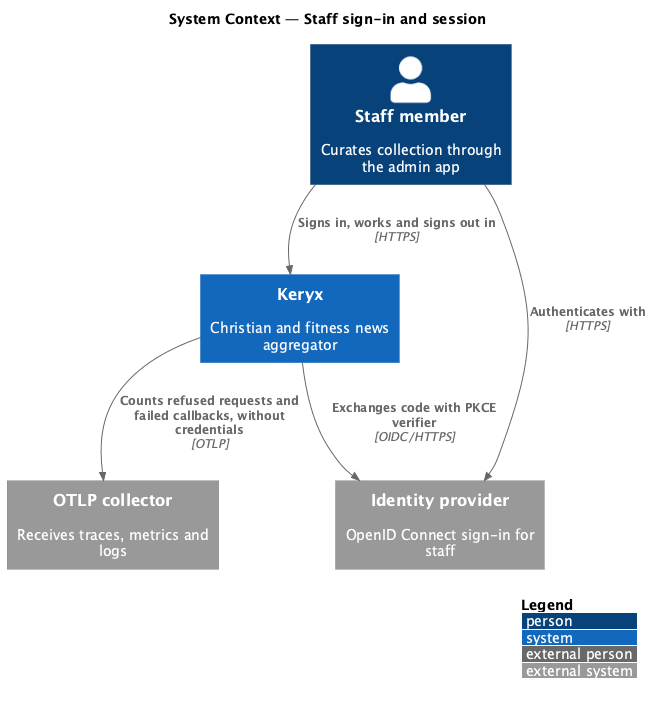 System Context — Staff sign-in and session
Staff member
Curates collection through
the admin app
Signs in, works and signs out in
[HTTPS]
Authenticates with
[HTTPS]
Keryx
Christian and fitness news
aggregator
Counts refused requests and
failed callbacks, without
credentials
[OTLP]
Exchanges code with PKCE
verifier
[OIDC/HTTPS]
OTLP collector
Receives traces, metrics and
logs
Identity provider
OpenID Connect sign-in for
staff
Legend
person
system
external person
external system